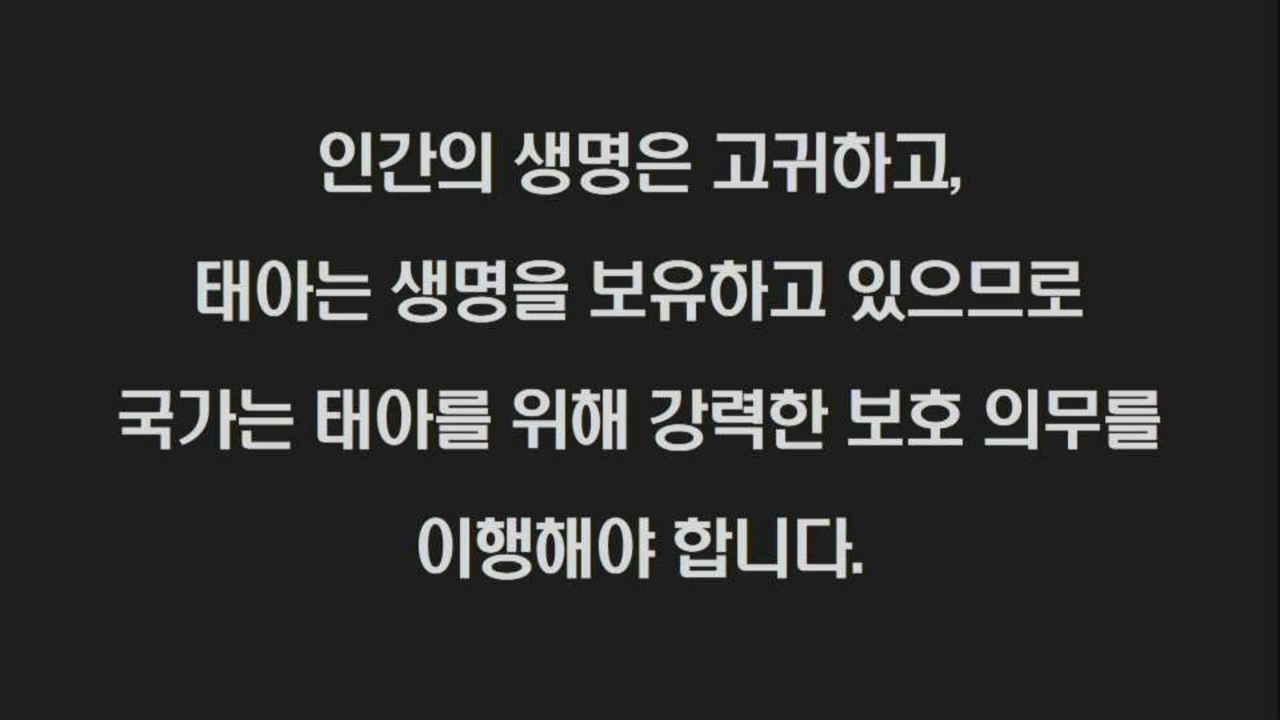 인간의 생명은 고귀하고,
태아는 생명을 보유하고 있으므로
국가는 태아를 위해 강력한 보호 의무를
이행해야 합니다.